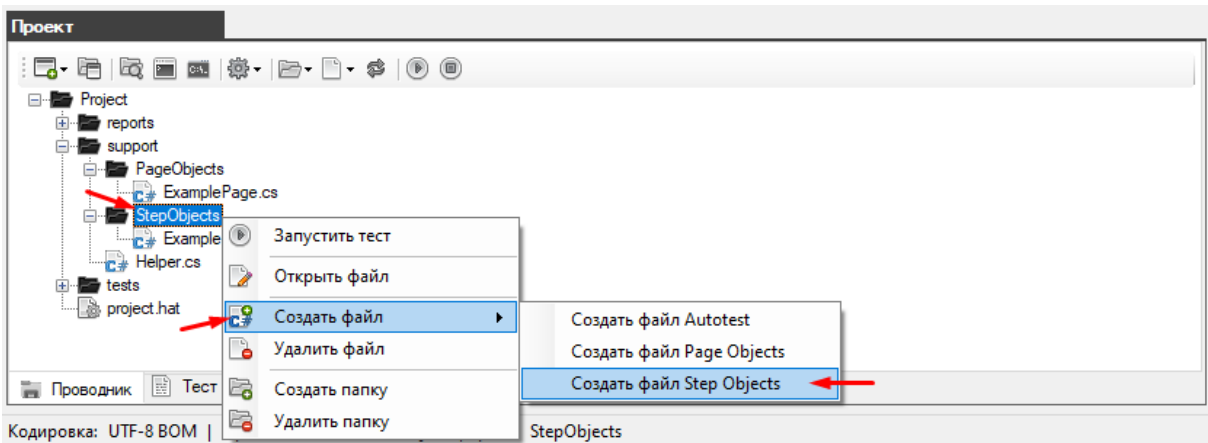 Проект
Project
reports
support
PageObjects
ExamplePage.cs
StepObjects
Example
Helper.cs
tests
project.hat
Запустить тест
Открыть файл
Создать файл
Удалить файл
Создать папку
Удалить папку
Создать файл Autotest
Создать файл Page Objects
Создать файл Step Objects
Проводник
Тест
Кодировка: UTF-8 BOM |
StepObjects